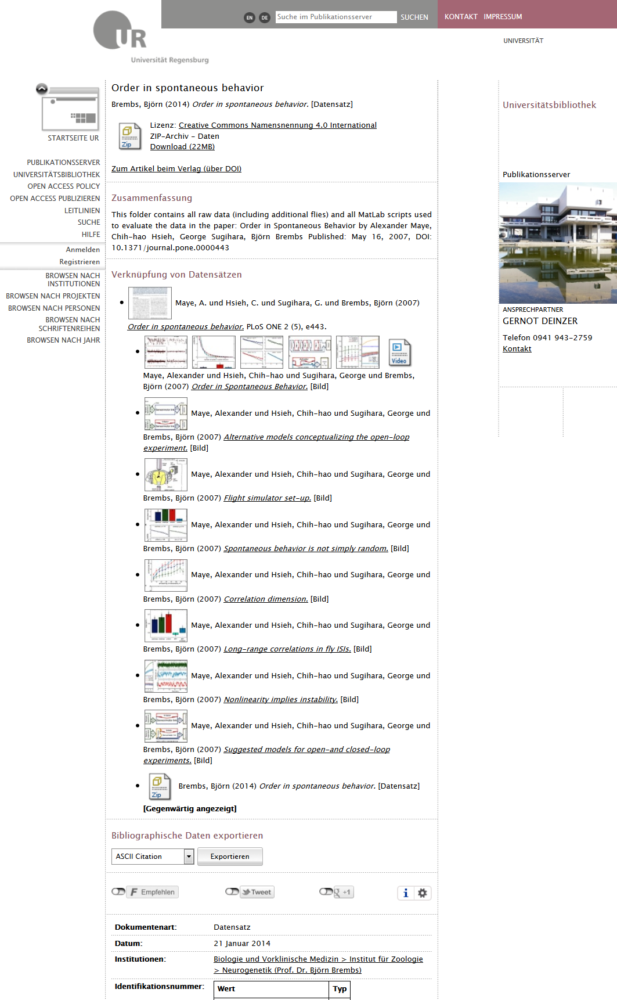 EN
DE
Suche im Publikationsserver
SUCHEN
KONTAKT IMPRESSUM
UR
Universität Regensburg
UNIVERSITÄT
STARTSEITE UR
PUBLIKATIONSSERVER
UNIVERSITÄTSBIBLIOTHEK
OPEN ACCESS POLICY
OPEN ACCESS PUBLIZIEREN
LEITLINIEN
SUCHE
HILFE
Anmelden
Registrieren
BROWSEN NACH
INSTITUTIONEN
BROWSEN NACH PROJEKTEN
BROWSEN NACH PERSONEN
BROWSEN NACH
SCHRIFTENREIHEN
BROWSEN NACH JAHR
Order in spontaneous behavior
Brembs, Björn (2014) Order in spontaneous behavior. [Datensatz]
Zip
Lizenz: Creative Commons Namensnennung 4.0 International
ZIP-Archiv - Daten
Download (22MB)
Zum Artikel beim Verlag (über DOI)
Zusammenfassung
This folder contains all raw data (including additional flies) and all MatLab scripts used
to evaluate the data in the paper: Order in Spontaneous Behavior by Alexander Maye,
Chih-hao Hsieh, George Sugihara, Björn Brembs Published: May 16, 2007, DOI:
10.1371/journal.pone.0000443
Verknüpfung von Datensätzen
Maye, A. und Hsieh, C. und Sugihara, G. und Brembs, Björn (2007)
Order in spontaneous behavior. PLoS ONE 2 (5), e443.
Video
Maye, Alexander und Hsieh, Chih-hao und Sugihara, George und Brembs,
Björn (2007) Order in Spontaneous Behavior. [Bild]
Maye, Alexander und Hsieh, Chih-hao und Sugihara, George und
Brembs, Björn (2007) Alternative models conceptualizing the open-loop
experiment. [Bild]
Maye, Alexander und Hsieh, Chih-hao und Sugihara, George und
Brembs, Björn (2007) Flight simulator set-up. [Bild]
Maye, Alexander und Hsieh, Chih-hao und Sugihara, George und
Brembs, Björn (2007) Spontaneous behavior is not simply random. [Bild]
Maye, Alexander und Hsieh, Chih-hao und Sugihara, George und
Brembs, Björn (2007) Correlation dimension. [Bild]
Maye, Alexander und Hsieh, Chih-hao und Sugihara, George und
Brembs, Björn (2007) Long-range correlations in fly ISIs. [Bild]
Maye, Alexander und Hsieh, Chih-hao und Sugihara, George und
Brembs, Björn (2007) Nonlinearity implies instability. [Bild]
Maye, Alexander und Hsieh, Chih-hao und Sugihara, George und
Brembs, Björn (2007) Suggested models for open-and closed-loop
experiments. [Bild]
Zip
Brembs, Björn (2014) Order in spontaneous behavior. [Datensatz]
[Gegenwärtig angezeigt]
Bibliographische Daten exportieren
ASCII Citation
Exportieren
F Empfehlen
Tweet
g +1
i
Dokumentenart: Datensatz
Datum: 21 Januar 2014
Institutionen: Biologie und Vorklinische Medizin > Institut für Zoologie
> Neurogenetik (Prof. Dr. Björn Brembs)
Identifikationsnummer: Wert Typ
Universitätsbibliothek
Publikationsserver
ANSPRECHPARTNER
GERNOT DEINZER
Telefon 0941 943-2759
Kontakt